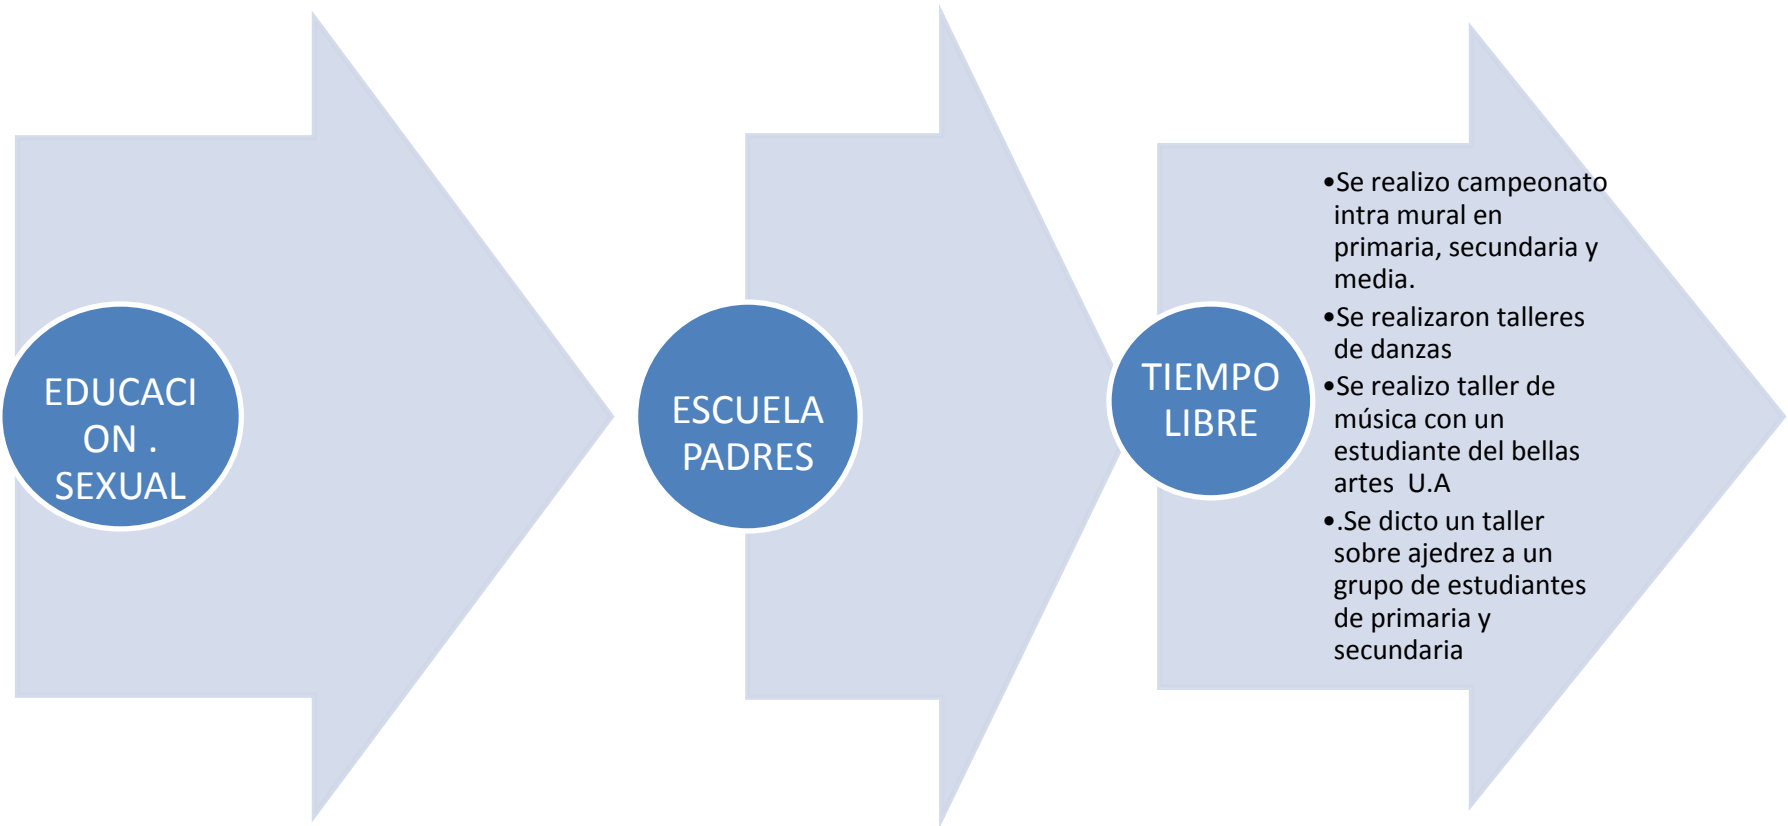 EDUCACI
ON .
SEXUAL
ESCUELA
PADRES
TIEMPO
LIBRE
•Se realizo campeonato
intra mural en
primaria, secundaria y
media.
•Se realizaron talleres
de danzas
•Se realizo taller de
música con un
estudiante del bellas
artes  U.A
•.Se dicto un taller
sobre ajedrez a un
grupo de estudiantes
de primaria y
secundaria